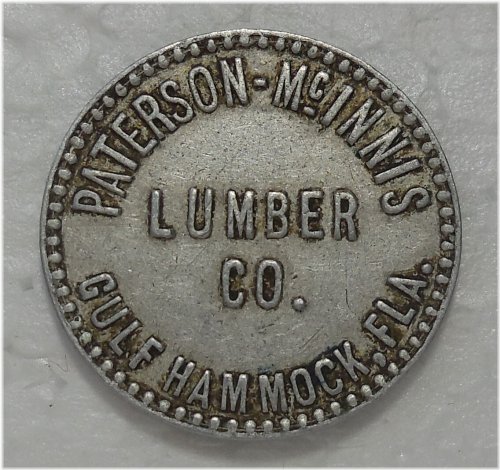 PATERSON-McINNIS
LUMBER
CO.
GULF HAMMOCK, FLA.